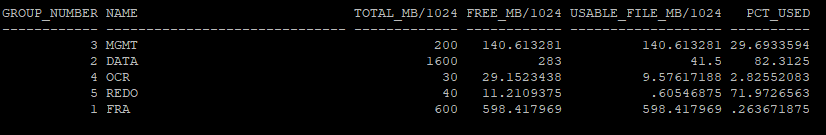 GROUP_NUMBER NAME                           TOTAL_MB/1024 FREE_MB/1024 USABLE_FILE_MB/1024   PCT_USED
------------ ------------------------------ ------------- ------------ ------------------- ----------
           3 MGMT                                     200   140.613281          140.613281 29.6933594
           2 DATA                                    1600          283                41.5    82.3125
           4 OCR                                       30   29.1523438          9.57617188 2.82552083
           5 REDO                                      40   11.2109375           .60546875 71.9726563
           1 FRA                                      600   598.417969          598.417969 .263671875